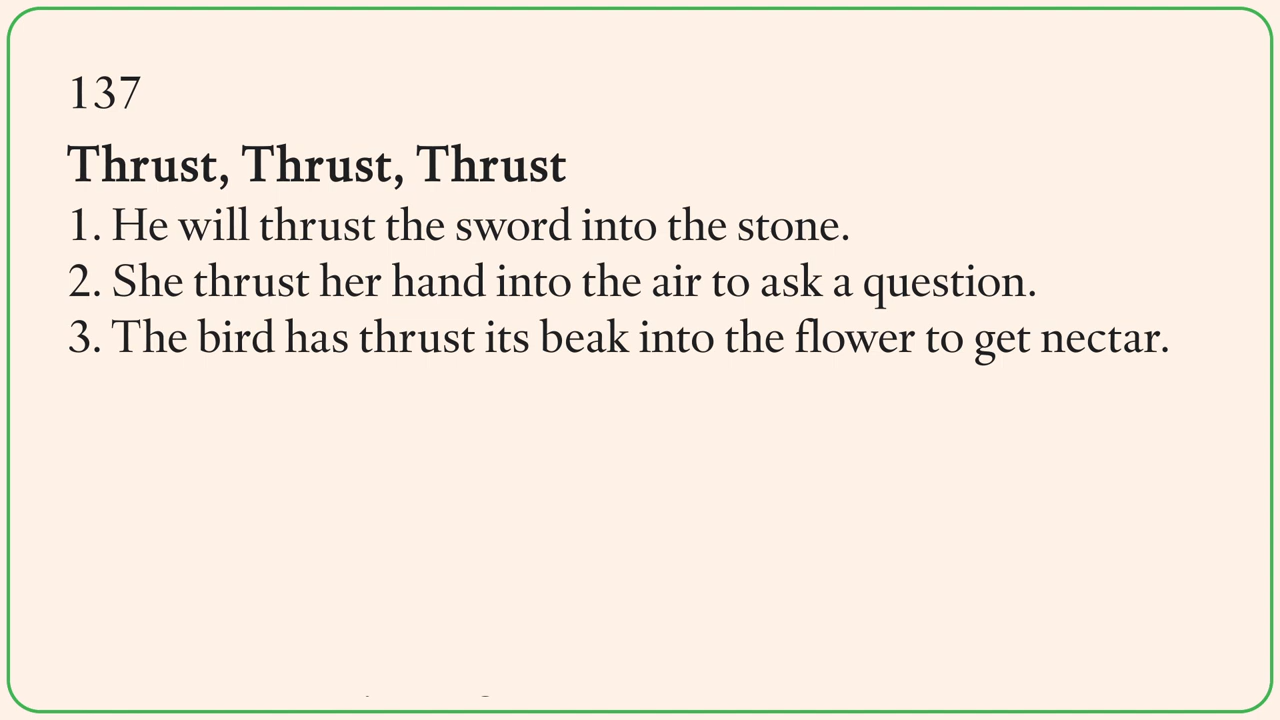 137
Thrust, Thrust, Thrust
1. He will thrust the sword into the stone.
2. She thrust her hand into the air to ask a question.
3. The bird has thrust its beak into the flower to get nectar.